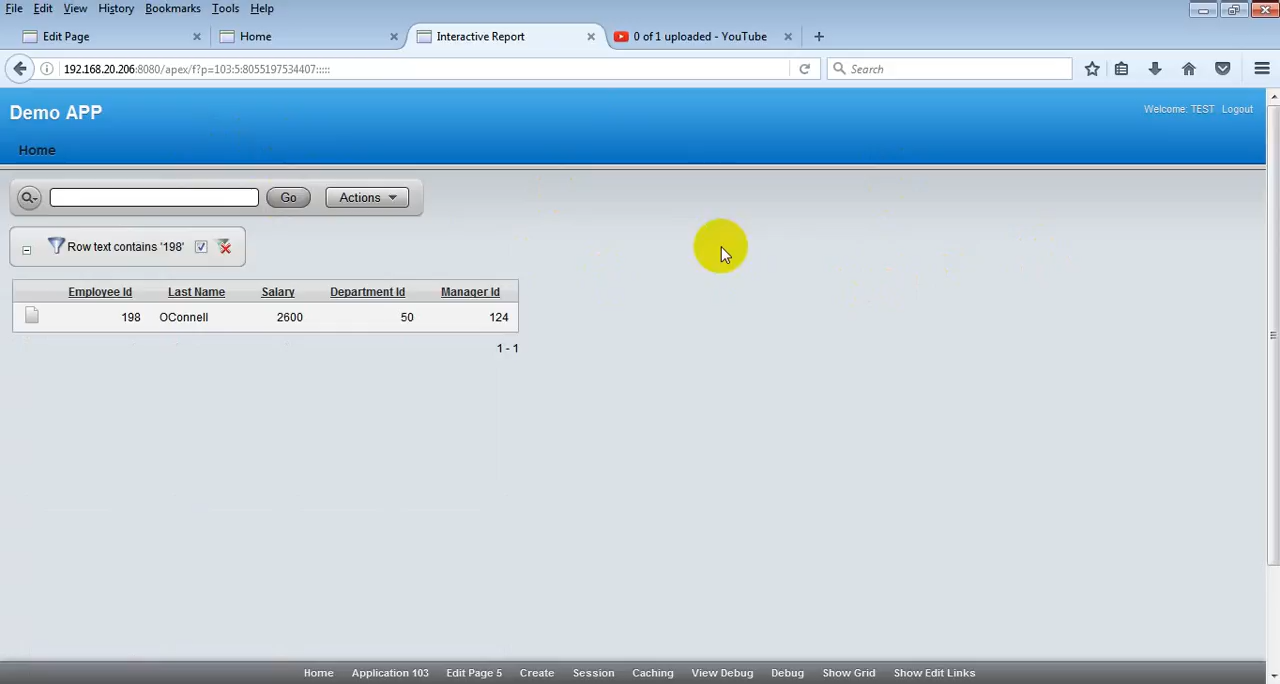 File Edit View History Bookmarks Tools Help
Edit Page × Home × Interactive Report × 0 of 1 uploaded - YouTube × +
192.168.20.206:8080/apex/f?p=103:5:8055197534407::::: Search
Demo APP
Welcome: TEST Logout
Home
Go Actions
Row text contains '198'
Employee Id Last Name Salary Department Id Manager Id
198 OConnell 2600 50 124
1 - 1
Home Application 103 Edit Page 5 Create Session Caching View Debug Debug Show Grid Show Edit Links